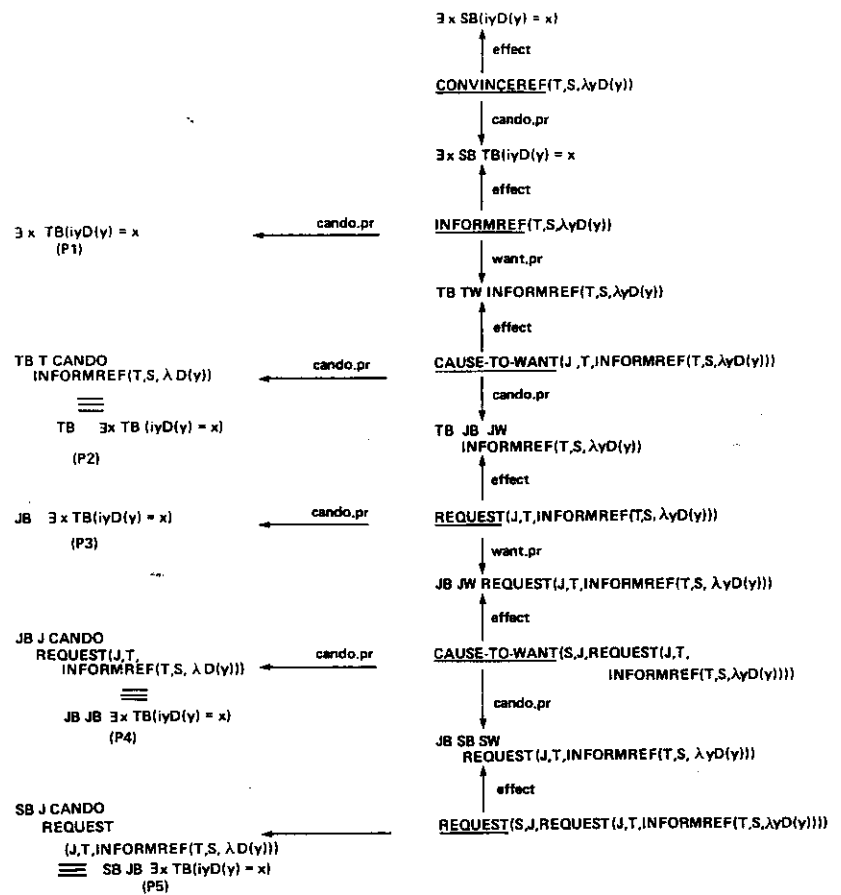 ∃ x SB(iyD(y) = x)
effect
CONVINCEREF(T,S,λyD(y))
cando.pr
∃x SB TB(iyD(y) = x
effect
∃ x TB(iyD(y) = x
(P1)
cando.pr
INFORMREF(T,S,λyD(y))
want.pr
TB TW INFORMREF(T,S,λyD(y))
effect
TB T CANDO
INFORMREF(T,S, λ D(y))
≡
TB ∃x TB (iyD(y) = x)
(P2)
cando.pr
CAUSE-TO-WANT(J ,T,INFORMREF(T,S,λyD(y)))
cando.pr
TB JB JW
INFORMREF(T,S, λyD(y))
effect
JB ∃ x TB(iyD(y) = x)
(P3)
cando.pr
REQUEST(J,T,INFORMREF(T,S, λyD(y)))
want.pr
JB JW REQUEST(J,T,INFORMREF(T,S, λyD(y)))
effect
JB J CANDO
REQUEST(J,T,
INFORMREF(T,S, λ D(y)))
≡
JB JB ∃x TB(iyD(y) = x)
(P4)
cando.pr
CAUSE-TO-WANT(S,J,REQUEST(J,T,
INFORMREF(T,S,λyD(y))))
cando.pr
JB SB SW
REQUEST(J,T,INFORMREF(T,S, λyD(y)))
effect
SB J CANDO
REQUEST
(J,T,INFORMREF(T,S, λ D(y)))
≡ SB JB ∃x TB(iyD(y) = x)
(P5)
REQUEST(S,J,REQUEST(J,T,INFORMREF(T,S,λyD(y))))